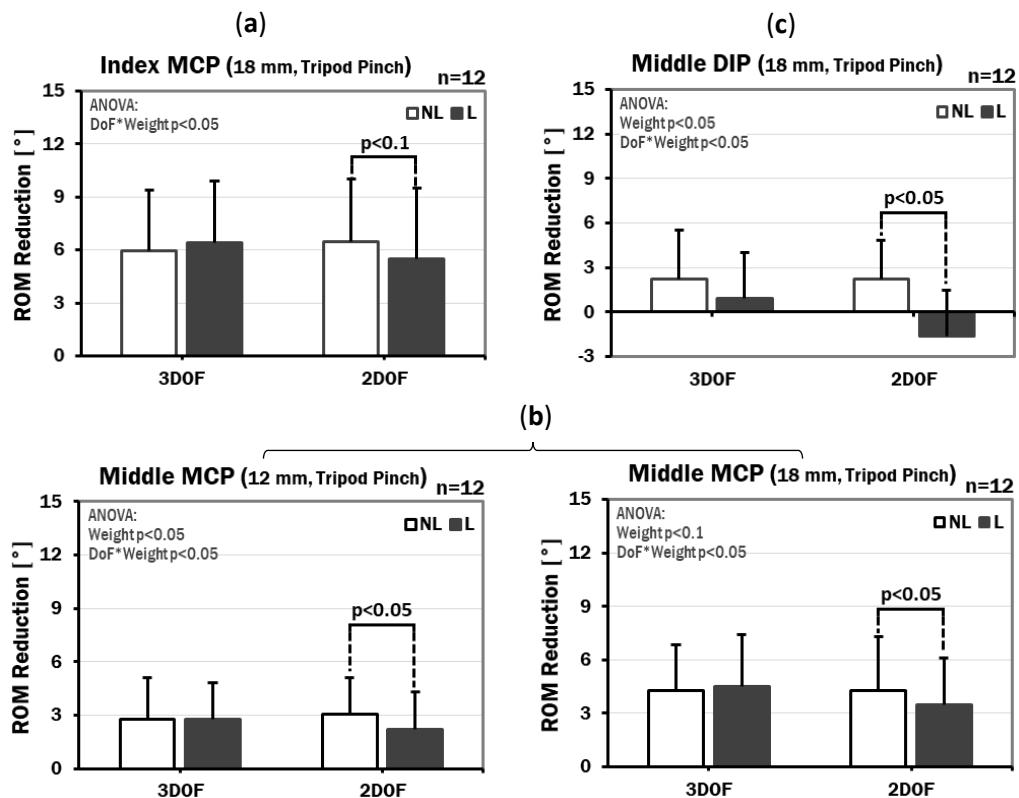 (a)
Index MCP (18 mm, Tripod Pinch)
n=12
ROM Reduction [°]
15
12
9
6
3
0
ANOVA:
DoF*Weight p<0.05
NL L
p<0.1
3DOF 2DOF
(c)
Middle DIP (18 mm, Tripod Pinch)
n=12
ROM Reduction [°]
15
12
9
6
3
0
-3
ANOVA:
Weight p<0.05
DoF*Weight p<0.05
NL L
p<0.05
3DOF 2DOF
(b)
Middle MCP (12 mm, Tripod Pinch)
n=12
ROM Reduction [°]
15
12
9
6
3
0
ANOVA:
Weight p<0.05
DoF*Weight p<0.05
NL L
p<0.05
3DOF 2DOF
Middle MCP (18 mm, Tripod Pinch)
n=12
ROM Reduction [°]
15
12
9
6
3
0
ANOVA:
Weight p<0.1
DoF*Weight p<0.05
NL L
p<0.05
3DOF 2DOF